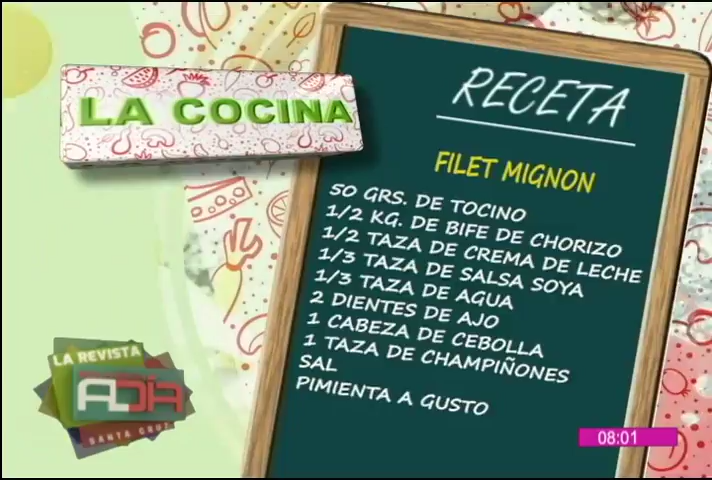 LA COCINA
RECETA
FILET MIGNON
50 GRS. DE TOCINO
1/2 KG. DE BIFE DE CHORIZO
1/2 TAZA DE CREMA DE LECHE
1/3 TAZA DE SALSA SOYA
1/3 TAZA DE AGUA
2 DIENTES DE AJO
1 CABEZA DE CEBOLLA
1 TAZA DE CHAMPIÑONES
SAL
PIMIENTA A GUSTO
LA REVISTA
AL DÍA
SANTA CRUZ
08:01